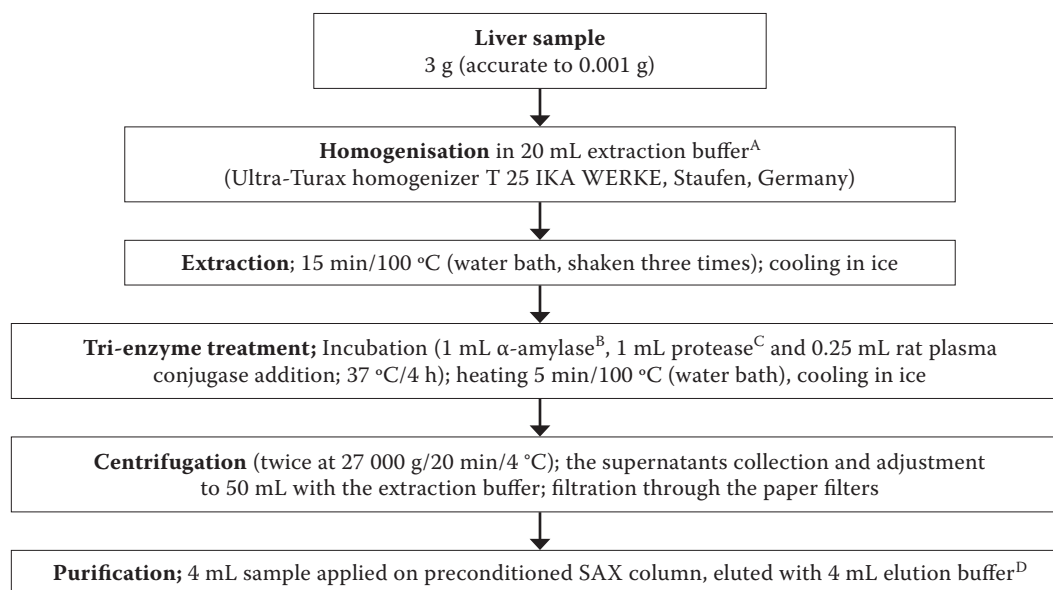 Liver sample
3 g (accurate to 0.001 g)
Homogenisation in 20 mL extraction buffer^A
(Ultra-Turax homogenizer T 25 IKA WERKE, Staufen, Germany)
Extraction; 15 min/100 ºC (water bath, shaken three times); cooling in ice
Tri-enzyme treatment; Incubation (1 mL α-amylase^B, 1 mL protease^C and 0.25 mL rat plasma
conjugase addition; 37 ºC/4 h); heating 5 min/100 ºC (water bath), cooling in ice
Centrifugation (twice at 27 000 g/20 min/4 °C); the supernatants collection and adjustment
to 50 mL with the extraction buffer; filtration through the paper filters
Purification; 4 mL sample applied on preconditioned SAX column, eluted with 4 mL elution buffer^D